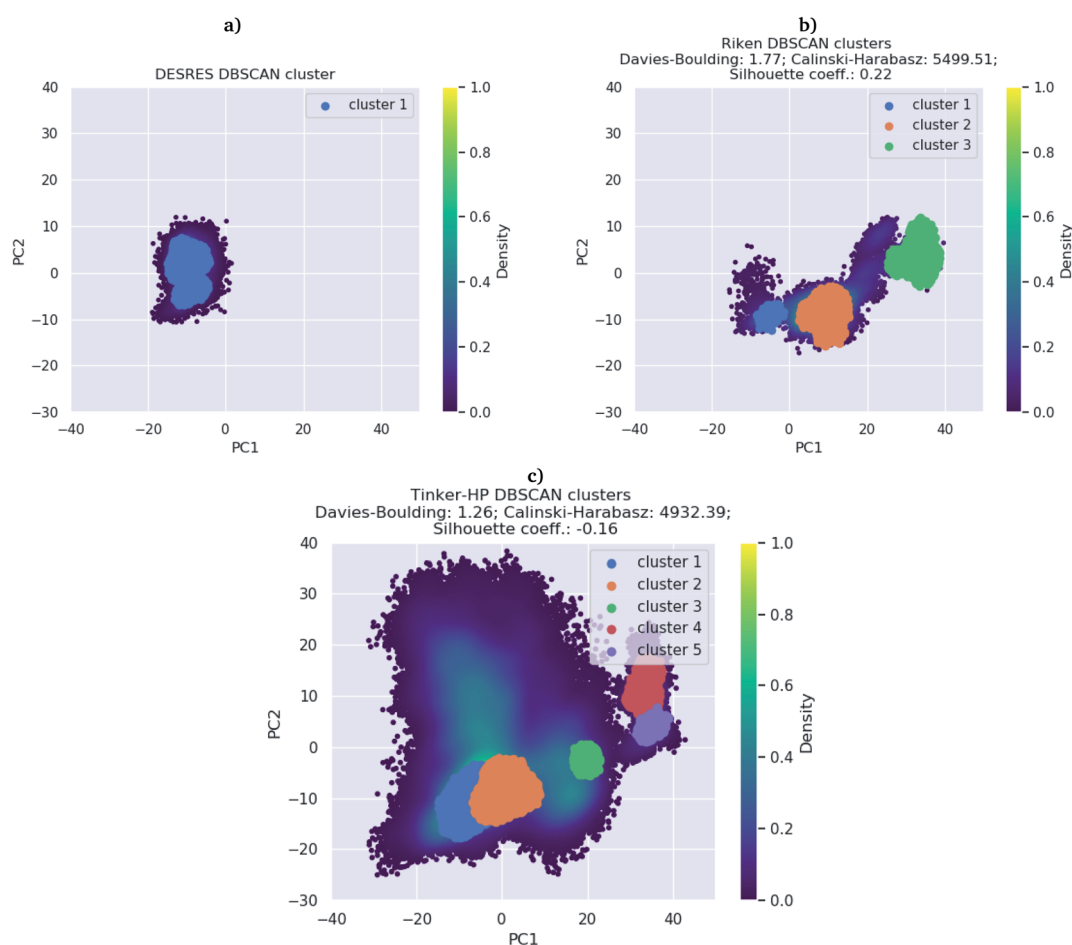 a)
DESRES DBSCAN cluster
cluster 1
40
30
20
10
0
−10
−20
−30
PC2
−40
−20
0
20
40
PC1
1.0
0.8
0.6
0.4
0.2
0.0
Density
b)
Riken DBSCAN clusters
Davies-Boulding: 1.77; Calinski-Harabasz: 5499.51;
Silhouette coeff.: 0.22
cluster 1
cluster 2
cluster 3
40
30
20
10
0
−10
−20
−30
PC2
−40
−20
0
20
40
PC1
1.0
0.8
0.6
0.4
0.2
0.0
Density
c)
Tinker-HP DBSCAN clusters
Davies-Boulding: 1.26; Calinski-Harabasz: 4932.39;
Silhouette coeff.: -0.16
cluster 1
cluster 2
cluster 3
cluster 4
cluster 5
40
30
20
10
0
−10
−20
−30
PC2
−40
−20
0
20
40
PC1
1.0
0.8
0.6
0.4
0.2
0.0
Density